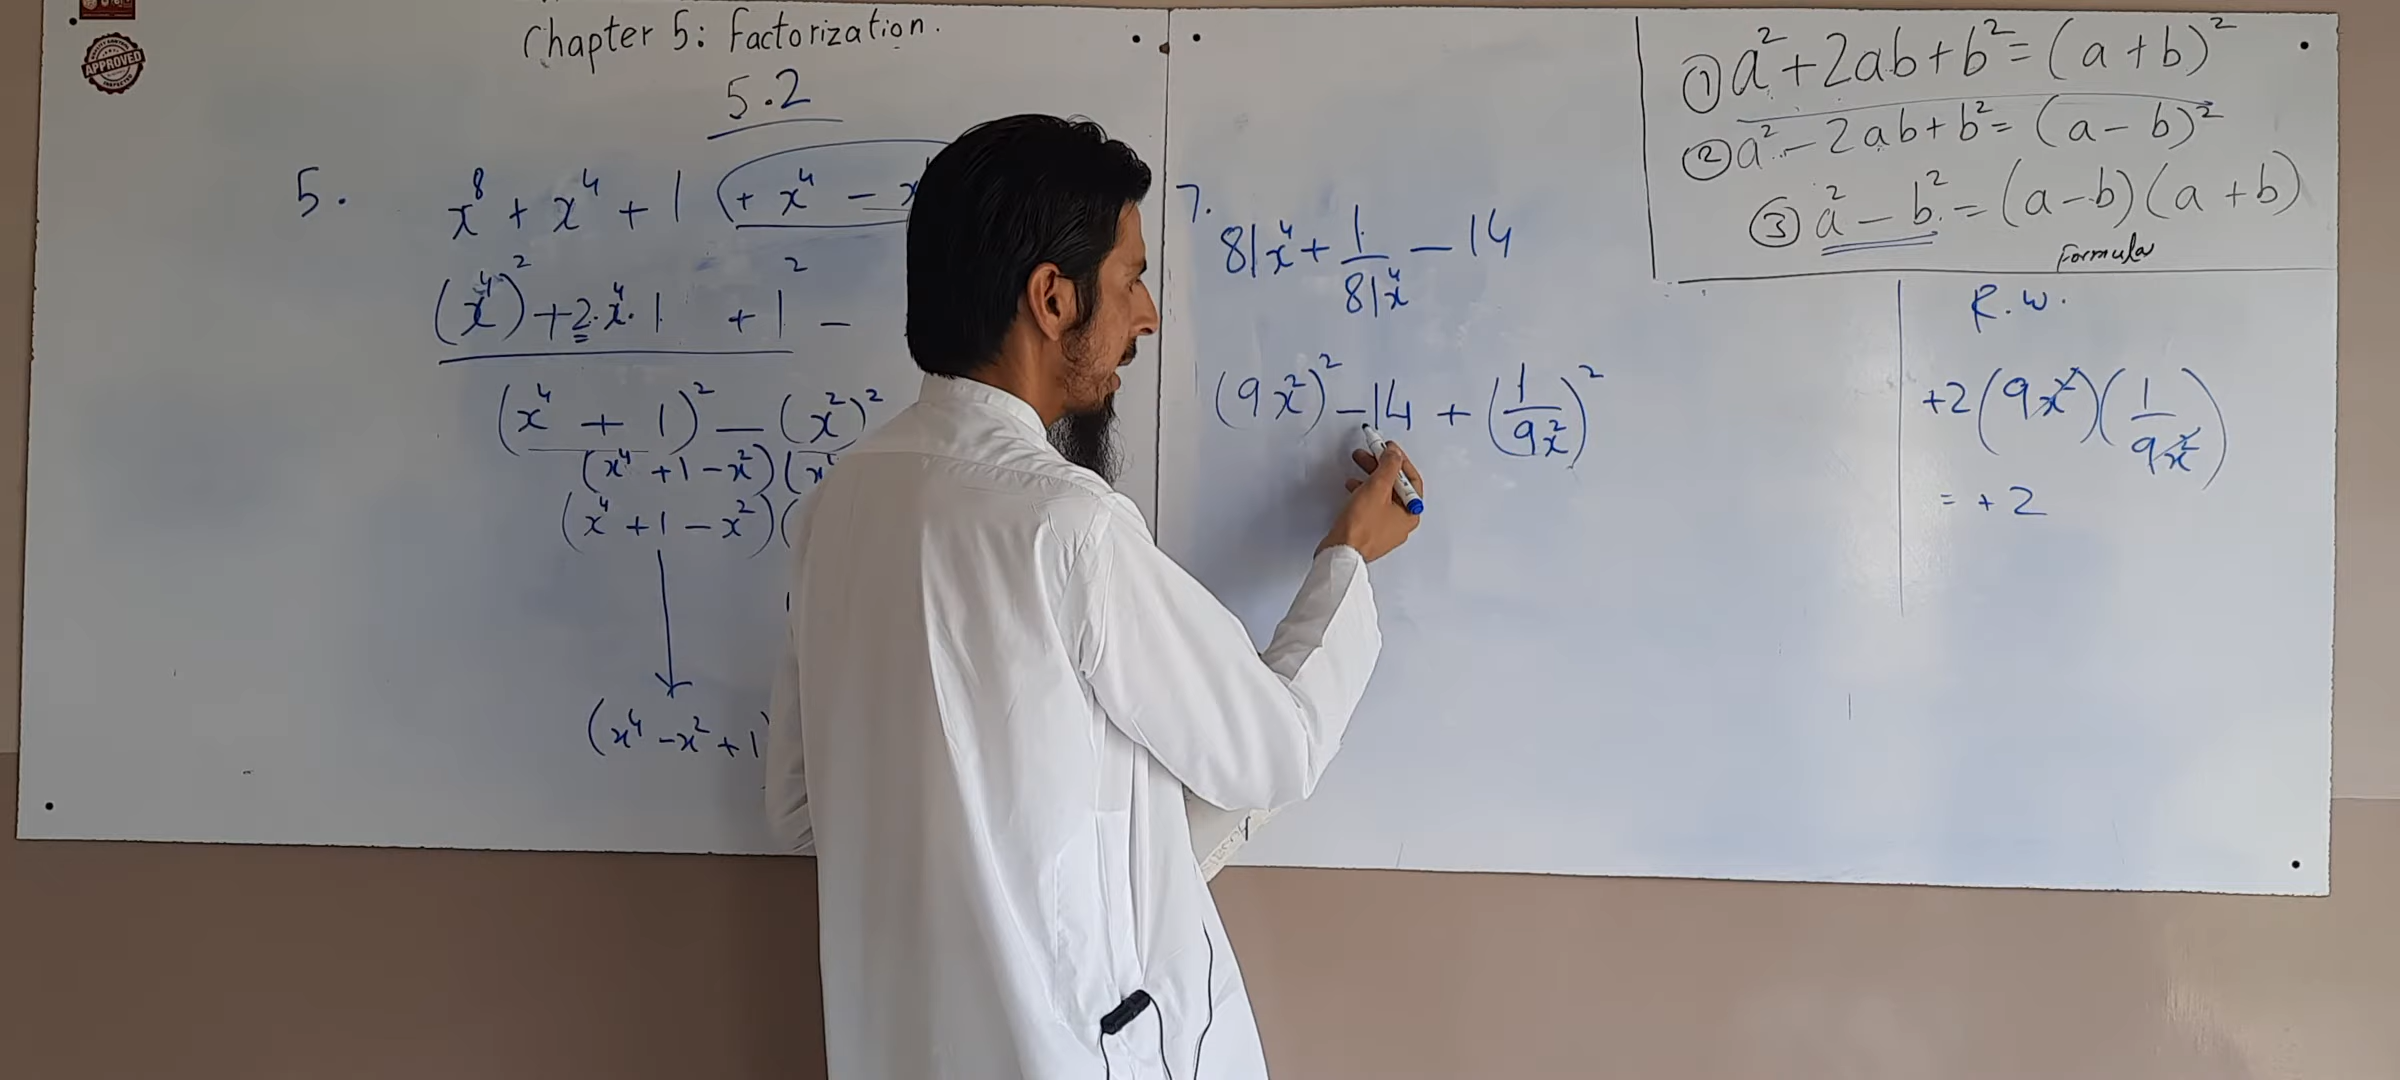 APPROVED
Chapter 5: Factorization.
5.2
5. x⁸ + x⁴ + 1 (+ x⁴ −
(x⁴)² + 2·x⁴·1 + 1² −
(x⁴ + 1)² − (x²)²
(x⁴ + 1 − x²)(x⁴
(x⁴ + 1 − x²)(
(x⁴ − x² + 1)
7.
81x⁴ + 1/81x⁴ − 14
(9x²)² − 14 + (1/9x²)²
① a² + 2ab + b² = (a + b)²
② a² − 2ab + b² = (a − b)²
③ a² − b² = (a − b)(a + b)
Formula
R.W.
+2(9x²)(1/9x²)
= + 2